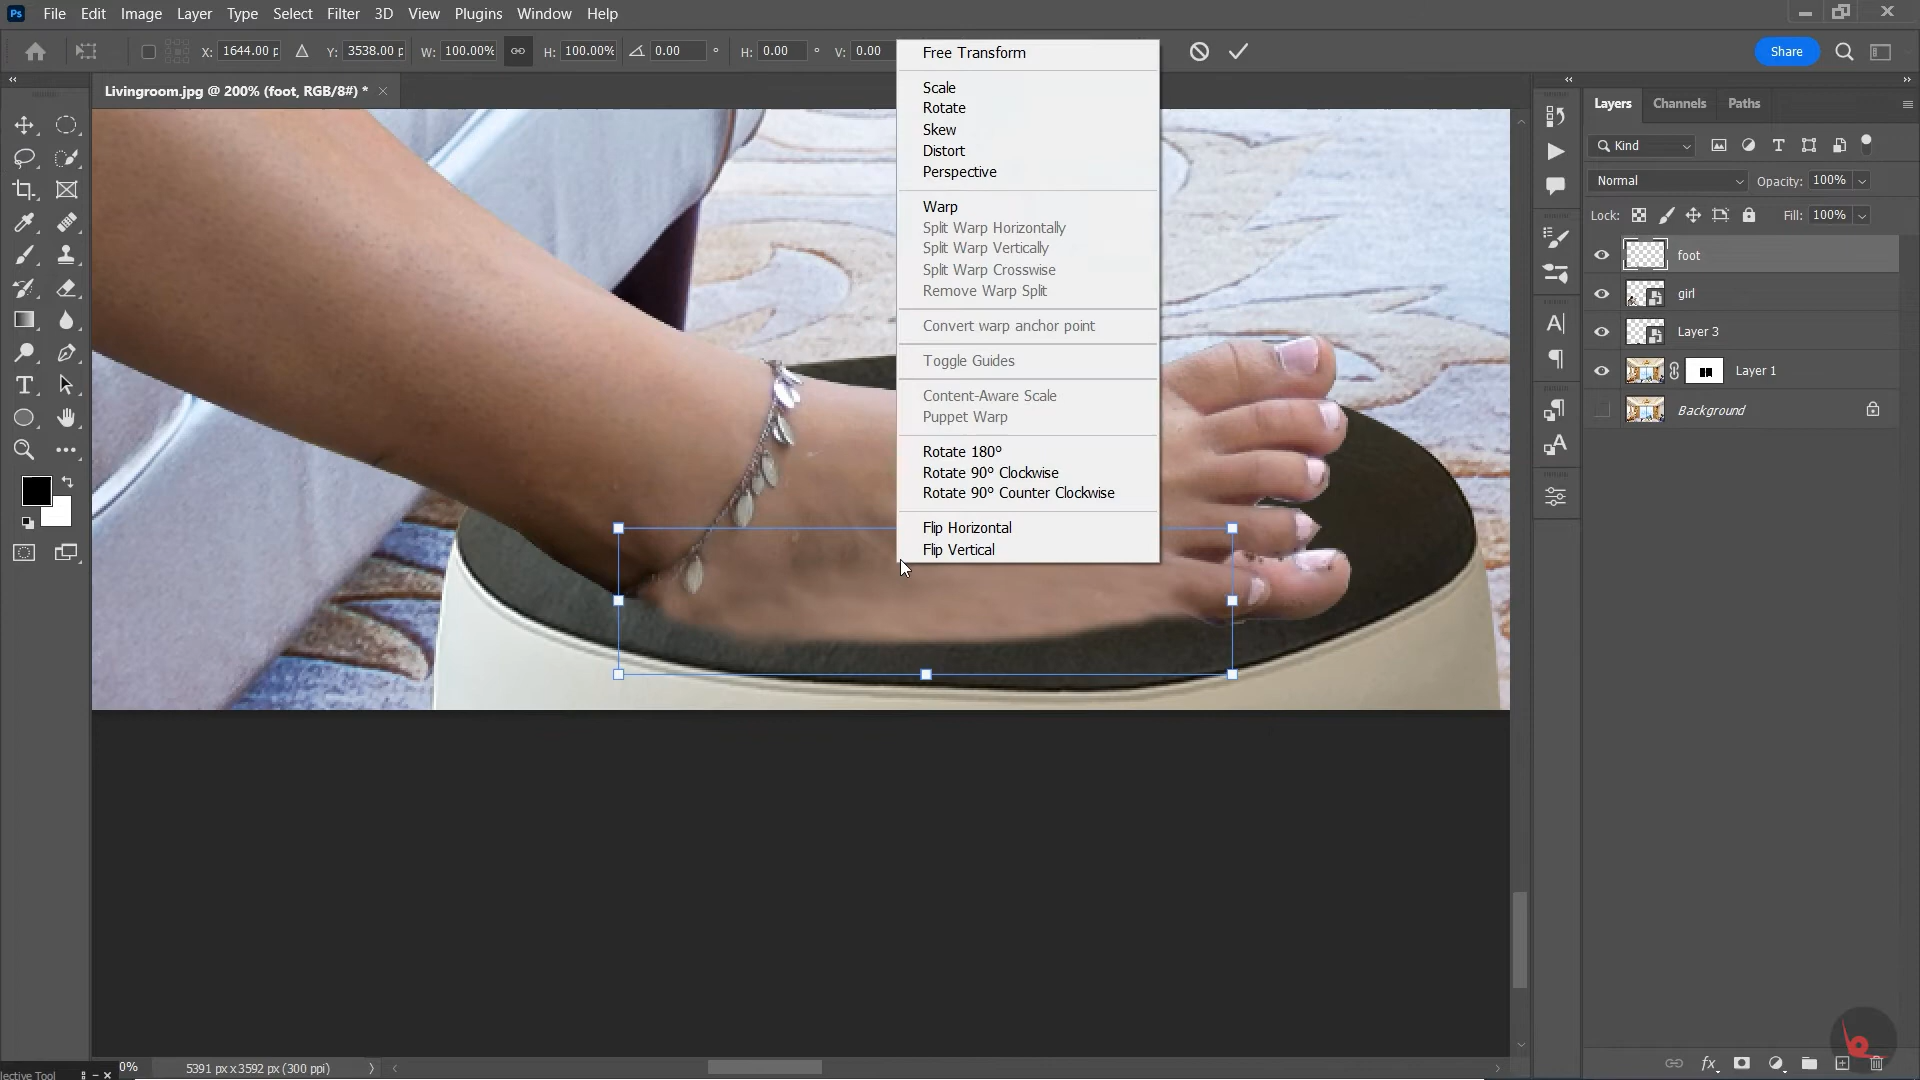 Ps File Edit Image Layer Type Select Filter 3D View Plugins Window Help
X: 1644.00 p Y: 3538.00 p W: 100.00% H: 100.00% 0.00 ° H: 0.00 ° V: 0.00 Share
Livingroom.jpg @ 200% (foot, RGB/8#) * ×
Free Transform
Scale
Rotate
Skew
Distort
Perspective
Warp
Split Warp Horizontally
Split Warp Vertically
Split Warp Crosswise
Remove Warp Split
Convert warp anchor point
Toggle Guides
Content-Aware Scale
Puppet Warp
Rotate 180°
Rotate 90° Clockwise
Rotate 90° Counter Clockwise
Flip Horizontal
Flip Vertical
Layers Channels Paths
Kind
Normal Opacity: 100%
Lock: Fill: 100%
foot
girl
Layer 3
Layer 1
Background
0% 5391 px x 3592 px (300 ppi)
lective Tool